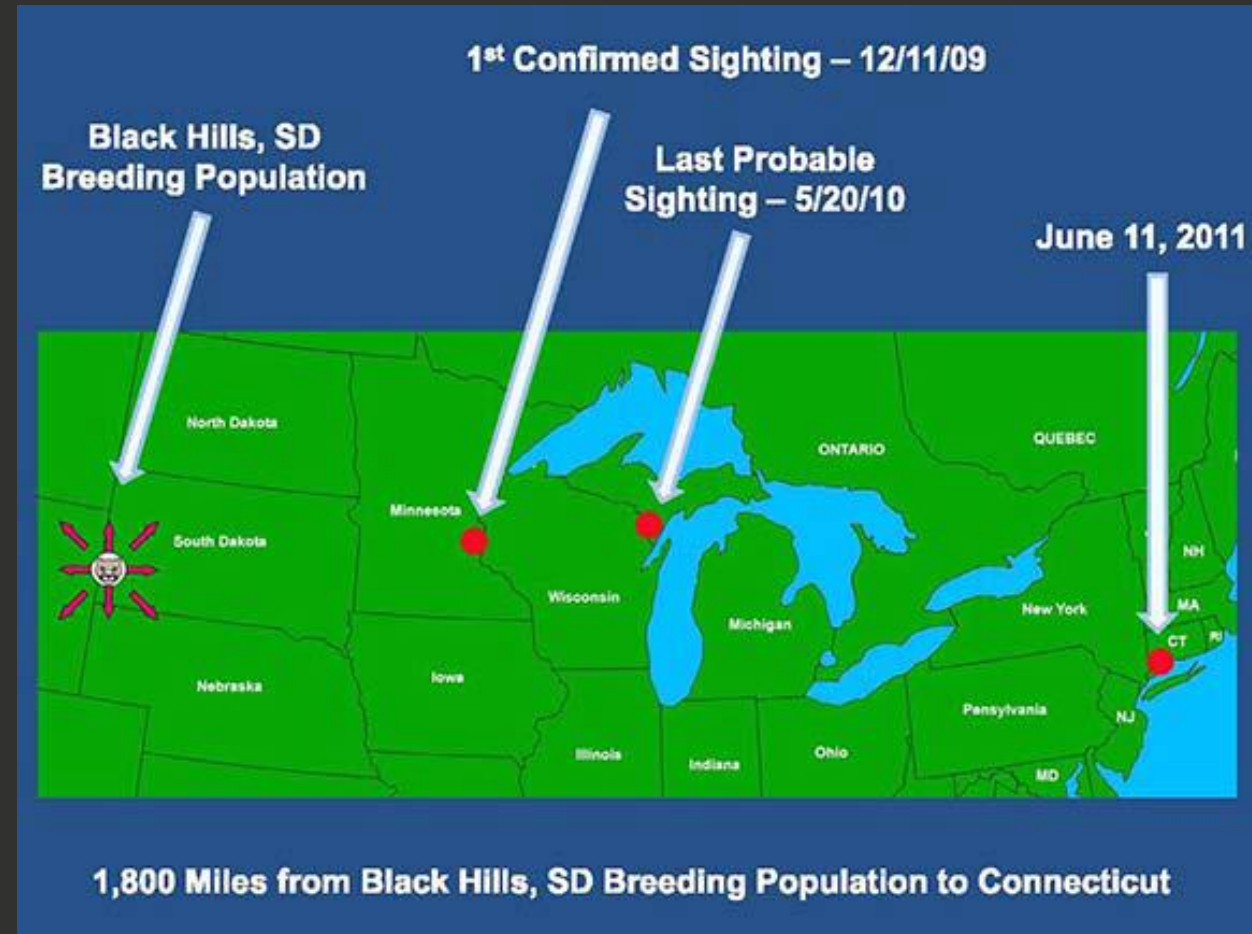 1st Confirmed Sighting – 12/11/09
Black Hills, SD
Breeding Population
Last Probable
Sighting – 5/20/10
June 11, 2011
North Dakota
ONTARIO
QUEBEC
Minnesota
South Dakota
NH
Wisconsin
Michigan
New York
MA
CT
RI
Nebraska
Iowa
Pensylvania
NJ
Illinois
Indiana
Ohio
MD
1,800 Miles from Black Hills, SD Breeding Population to Connecticut